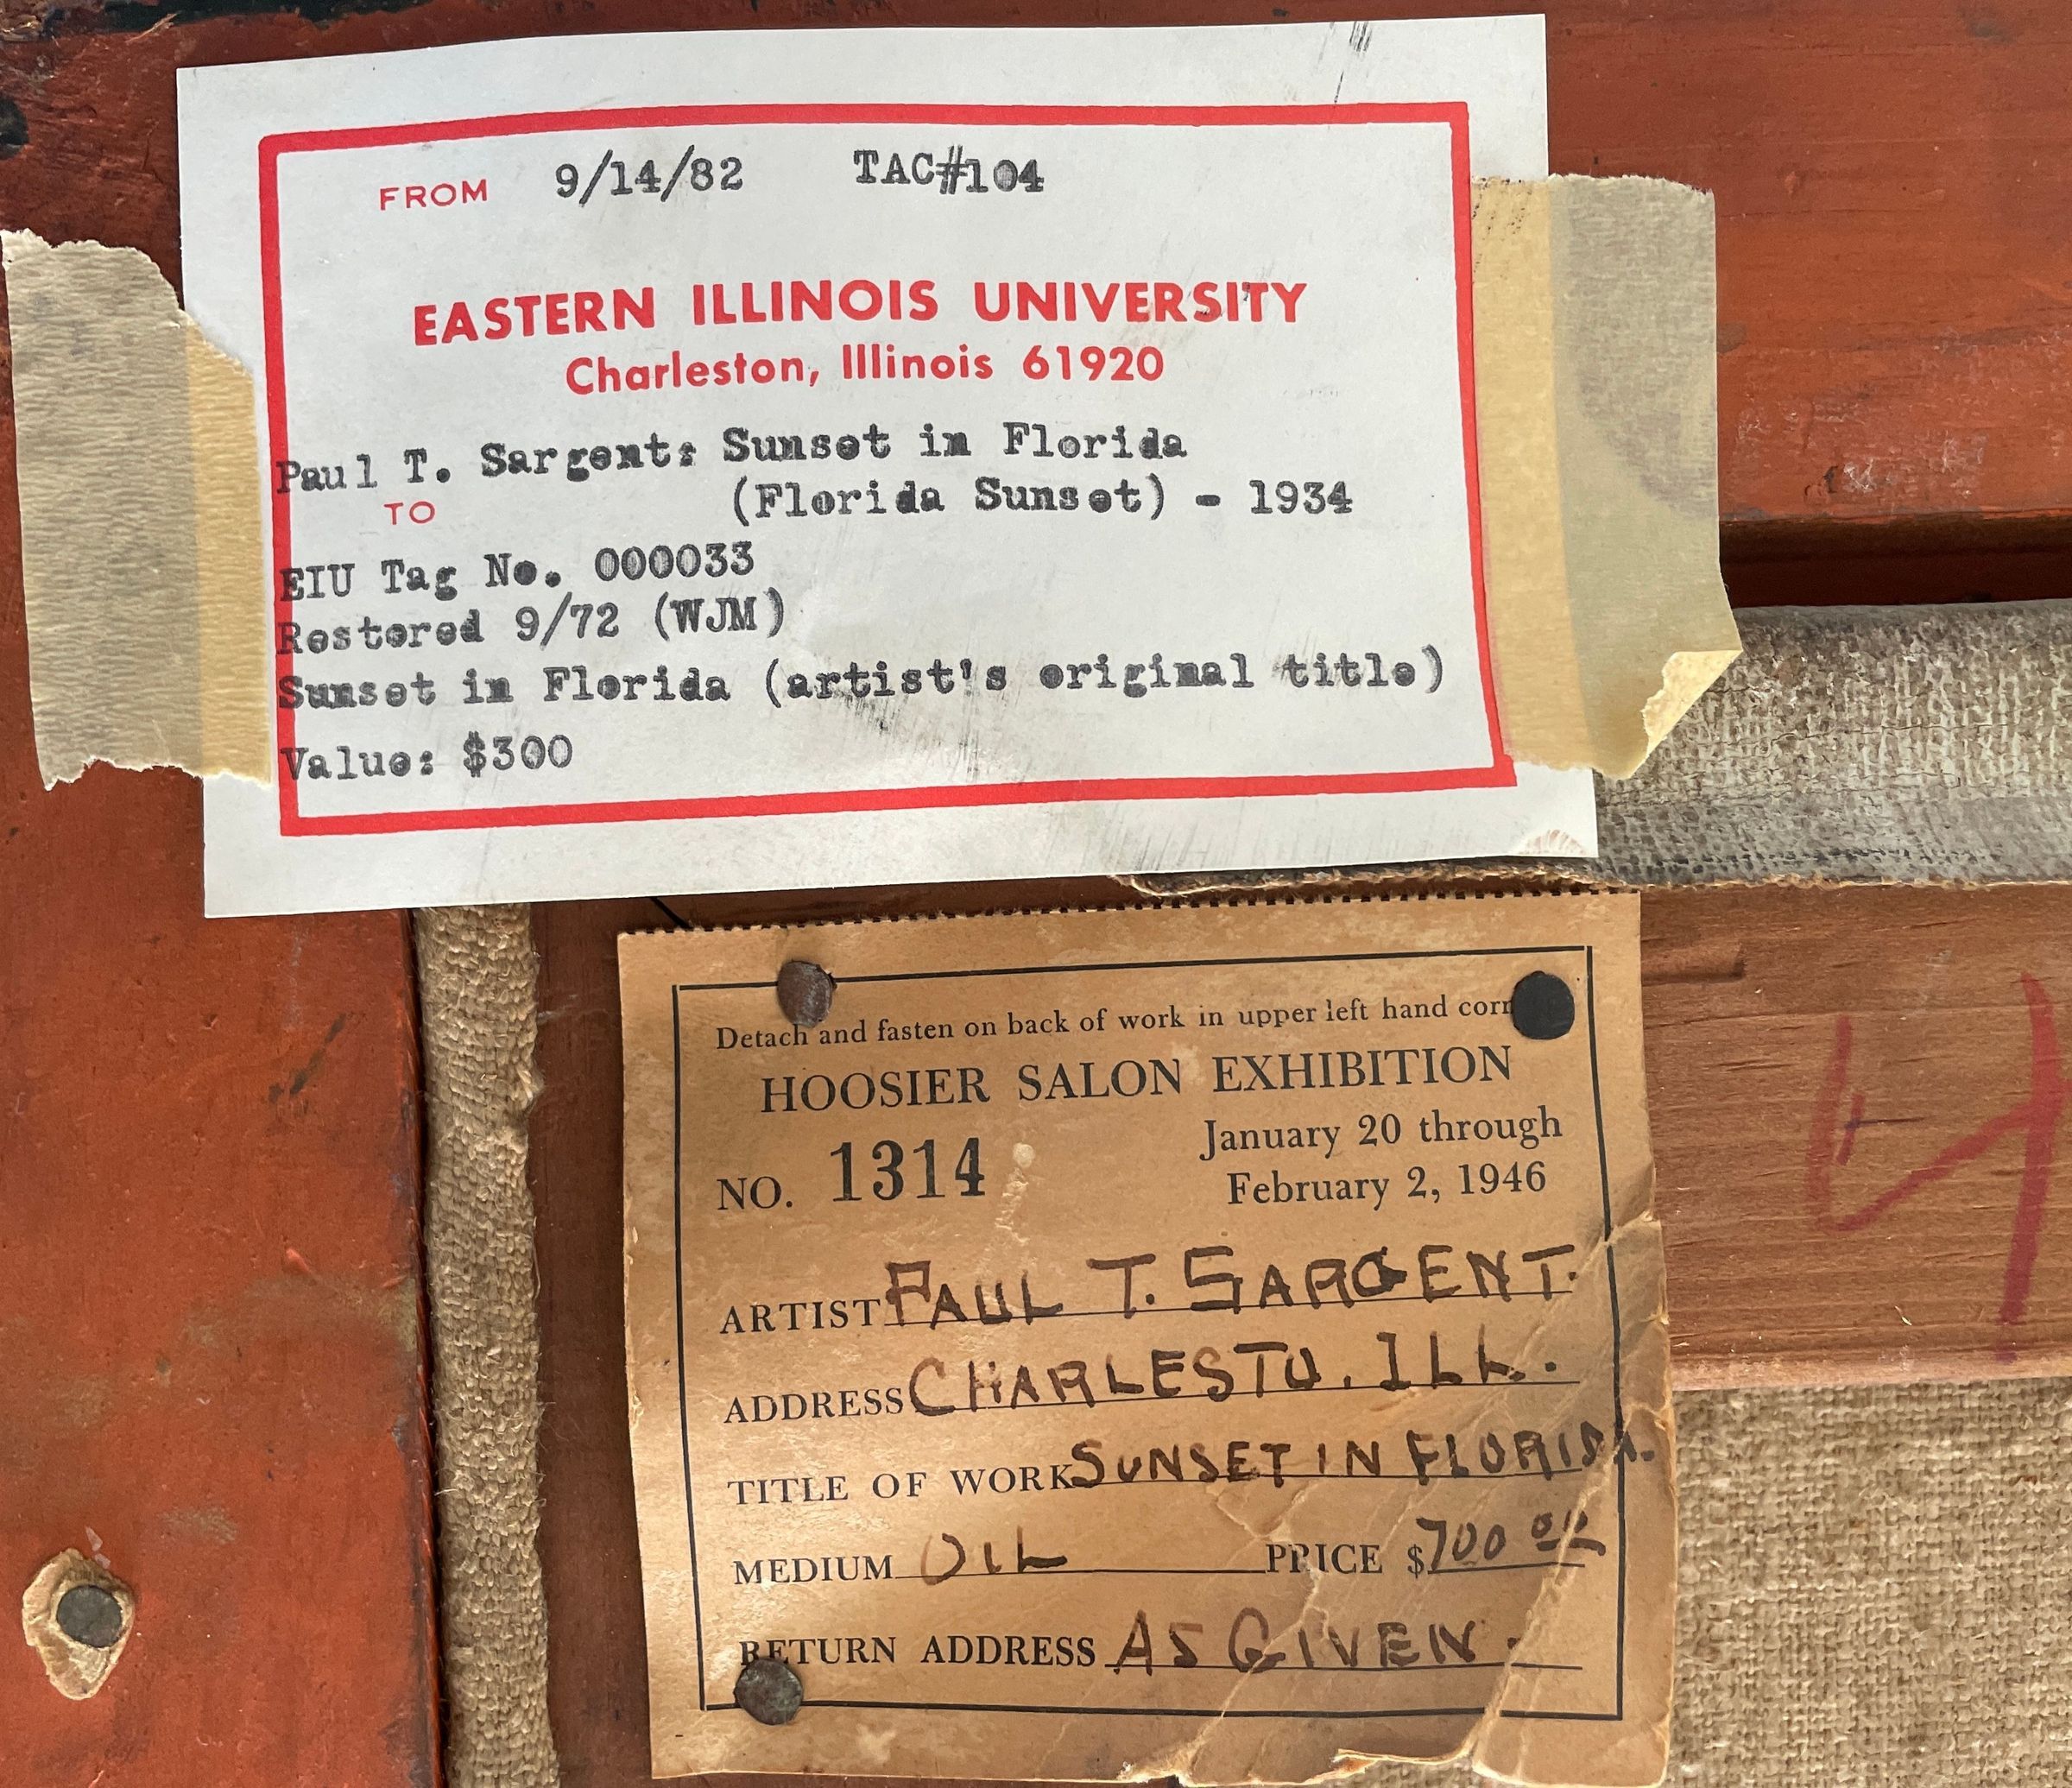 FROM 9/14/82 TAC#104
EASTERN ILLINOIS UNIVERSITY
Charleston, Illinois 61920
Paul T. Sargent: Sunset in Florida
(Florida Sunset) - 1934
TO
EIU Tag No. 000033
Restored 9/72 (WJM)
Sunset in Florida (artist's original title)
Value: $300
Detach and fasten on back of work in upper left hand corn
HOOSIER SALON EXHIBITION
January 20 through
NO. 1314
February 2, 1946
ARTIST PAUL T. SARGENT.
ADDRESS CHARLESTO. ILL.
TITLE OF WORK SUNSET IN FLORIDA.
MEDIUM OIL PRICE $700
RETURN ADDRESS AS GIVEN.